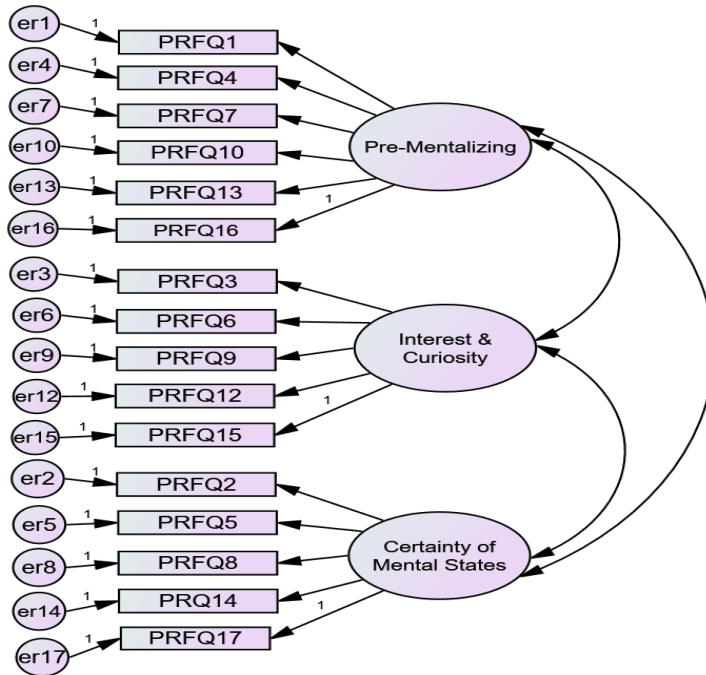 er1 1 PRFQ1
er4 1 PRFQ4
er7 1 PRFQ7
er10 1 PRFQ10
er13 1 PRFQ13
er16 1 PRFQ16
Pre-Mentalizing
1
er3 1 PRFQ3
er6 1 PRFQ6
er9 1 PRFQ9
er12 1 PRFQ12
er15 1 PRFQ15
Interest &
Curiosity
1
er2 1 PRFQ2
er5 1 PRFQ5
er8 1 PRFQ8
er14 1 PRQ14
er17 1 PRFQ17
Certainty of
Mental States
1